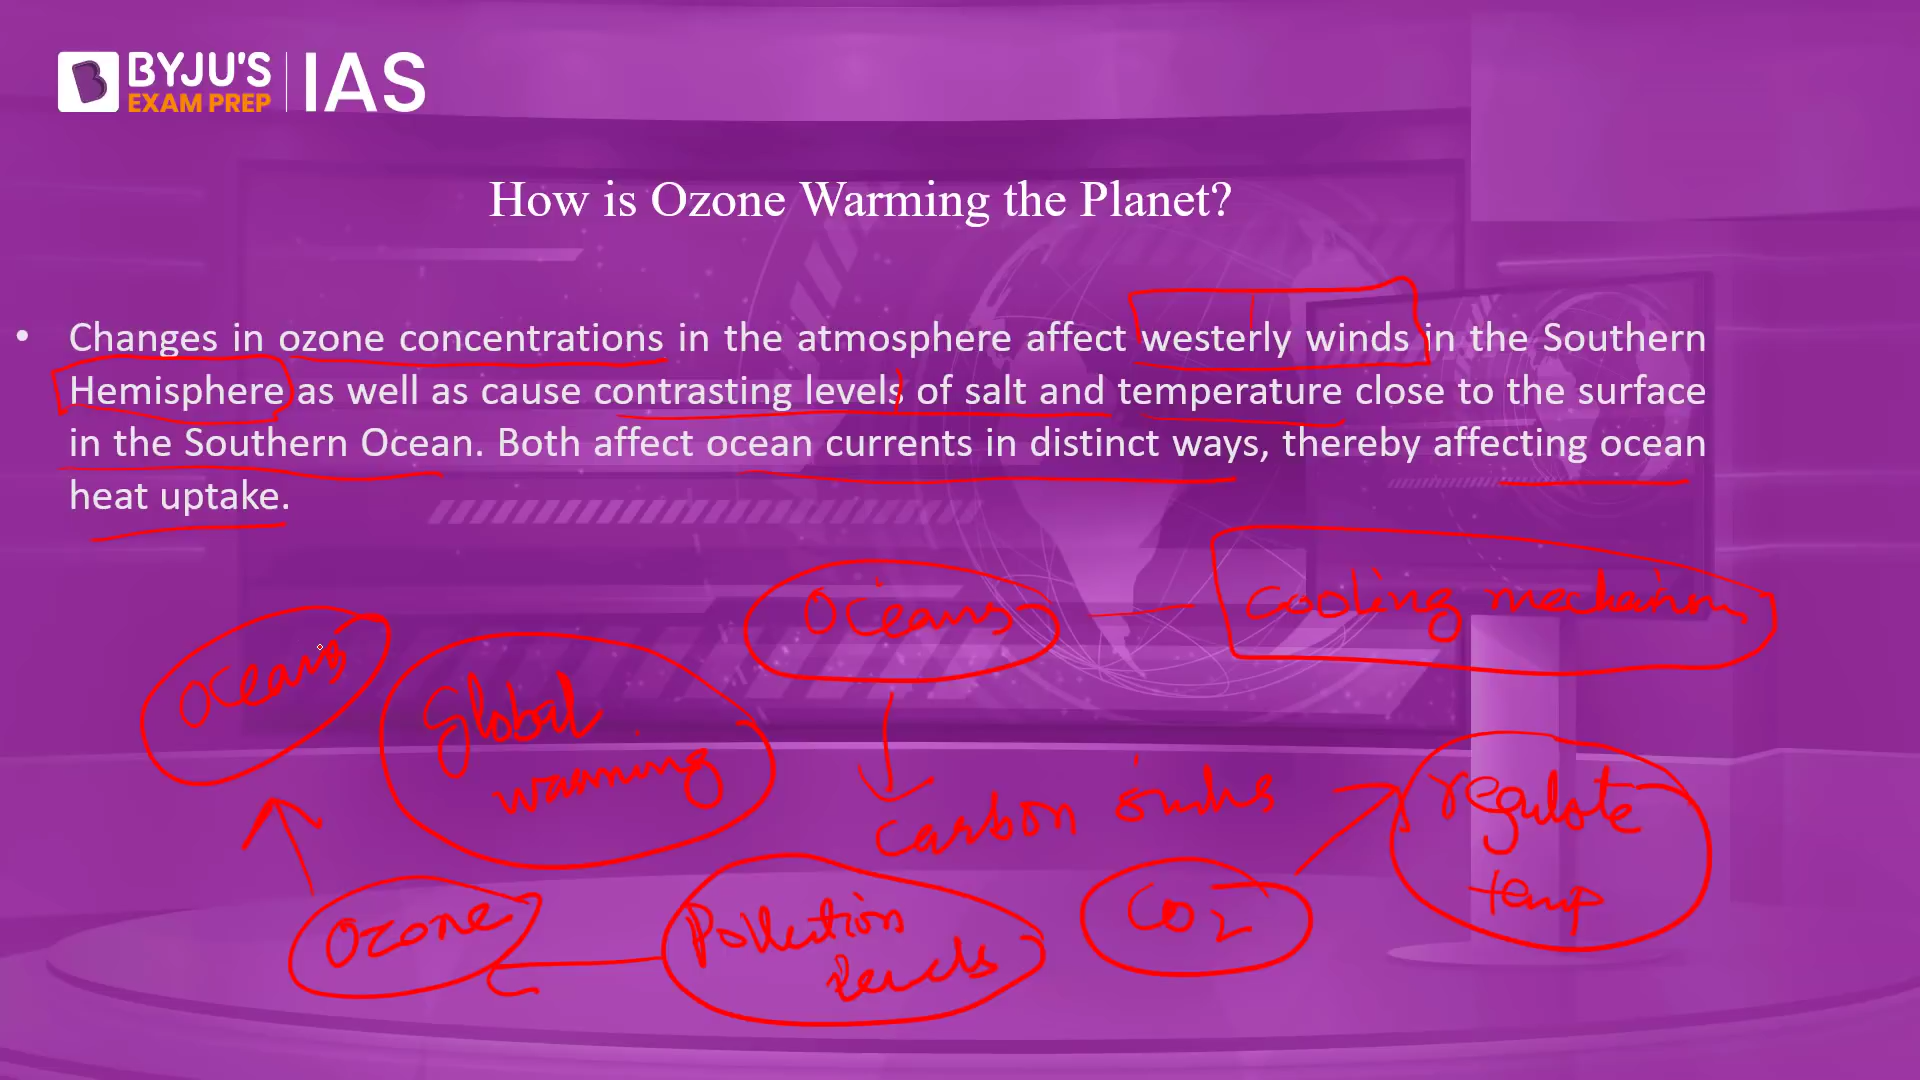 BYJU'S
EXAM PREP
IAS
How is Ozone Warming the Planet?
• Changes in ozone concentrations in the atmosphere affect westerly winds in the Southern
Hemisphere as well as cause contrasting levels of salt and temperature close to the surface
in the Southern Ocean. Both affect ocean currents in distinct ways, thereby affecting ocean
heat uptake.
Oceans
cooling mechanism
oceans
Global
warming
carbon sinks
regulate
temp
CO2
Ozone
Pollution
levels